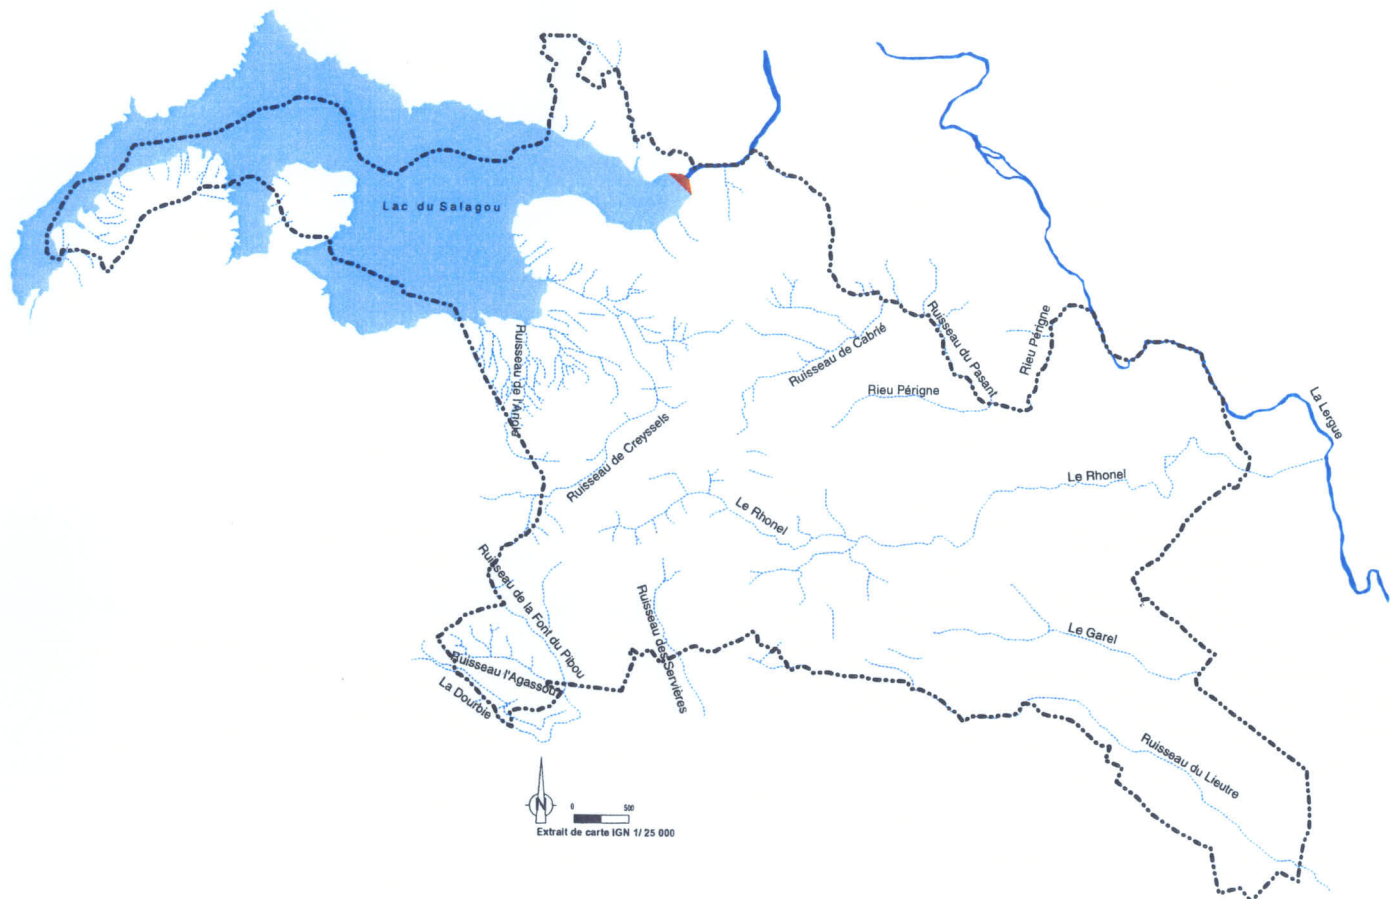 Lac du Salagou
Ruisseau de l'Angle
Ruisseau de Cabrié
Ruisseau du Pasant
Rieu Périgne
Rieu Périgne
La Lergue
Ruisseau de Creyssels
Le Rhonel
Le Rhonel
Ruisseau de la Font du Pibou
Ruisseau des Servières
Le Garel
Ruisseau l'Agassou
La Dourbie
Ruisseau du Lieutre
N
0 500
Extrait de carte IGN 1/ 25 000